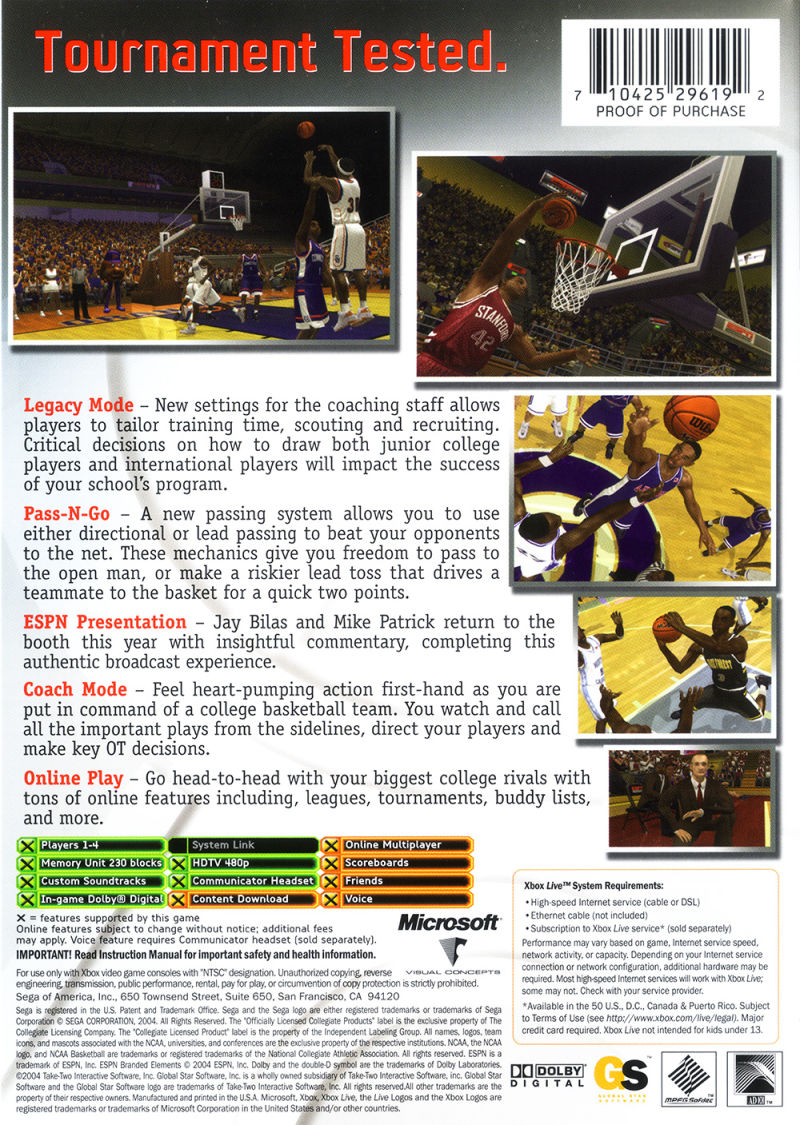 Tournament Tested.
7 10425 29619 2
PROOF OF PURCHASE
31
STANFORD
42
ESPN
Wilson
Legacy Mode – New settings for the coaching staff allows
players to tailor training time, scouting and recruiting.
Critical decisions on how to draw both junior college
players and international players will impact the success
of your school's program.
Pass-N-Go – A new passing system allows you to use
either directional or lead passing to beat your opponents
to the net. These mechanics give you freedom to pass to
the open man, or make a riskier lead toss that drives a
teammate to the basket for a quick two points.
ESPN Presentation – Jay Bilas and Mike Patrick return to the
booth this year with insightful commentary, completing this
authentic broadcast experience.
Coach Mode – Feel heart-pumping action first-hand as you are
put in command of a college basketball team. You watch and call
all the important plays from the sidelines, direct your players and
make key OT decisions.
Online Play – Go head-to-head with your biggest college rivals with
tons of online features including, leagues, tournaments, buddy lists,
and more.
X Players 1-4
System Link
X Online Multiplayer
X Memory Unit 230 blocks
X HDTV 480p
X Scoreboards
X Custom Soundtracks
X Communicator Headset
X Friends
X In-game Dolby® Digital
X Content Download
X Voice
X = features supported by this game
Online features subject to change without notice; additional fees
may apply. Voice feature requires Communicator headset (sold separately).
IMPORTANT! Read Instruction Manual for important safety and health information.
Microsoft®
VISUAL CONCEPTS
For use only with Xbox video game consoles with "NTSC" designation. Unauthorized copying, reverse
engineering, transmission, public performance, rental, pay for play, or circumvention of copy protection is strictly prohibited.
Sega of America, Inc., 650 Townsend Street, Suite 650, San Francisco, CA 94120
Sega is registered in the U.S. Patent and Trademark Office. Sega and the Sega logo are either registered trademarks or trademarks of Sega
Corporation © SEGA CORPORATION, 2004. All Rights Reserved. The "Officially Licensed Collegiate Products" label is the exclusive property of The
Collegiate Licensing Company. The "Collegiate Licensed Product" label is the property of the Independent Labeling Group. All names, logos, team
icons, and mascots associated with the NCAA, universities, and conferences are the exclusive property of the respective institutions. NCAA, the NCAA
logo, and NCAA Basketball are trademarks or registered trademarks of the National Collegiate Athletic Association. All rights reserved. ESPN is a
trademark of ESPN, Inc. ESPN Branded Elements © 2004 ESPN, Inc. Dolby and the double-D symbol are trademarks of Dolby Laboratories.
©2004 Take-Two Interactive Software, Inc. Global Star Software, Inc. is a wholly owned subsidiary of Take-Two Interactive Software, Inc. Global Star
Software and the Global Star Software logo are trademarks of Take-Two Interactive Software, Inc. All rights reserved.All other trademarks are the
property of their respective owners. Manufactured and printed in the U.S.A. Microsoft, Xbox, Xbox Live, the Live Logos and the Xbox Logos are
registered trademarks or trademarks of Microsoft Corporation in the United States and/or other countries.
Xbox Live™ System Requirements:
• High-speed Internet service (cable or DSL)
• Ethernet cable (not included)
• Subscription to Xbox Live service* (sold separately)
Performance may vary based on game, Internet service speed,
network activity, or capacity. Depending on your Internet service
connection or network configuration, additional hardware may be
required. Most high-speed Internet services will work with Xbox Live;
some may not. Check with your service provider.
*Available in the 50 U.S., D.C., Canada & Puerto Rico. Subject
to Terms of Use (see http://www.xbox.com/live/legal). Major
credit card required. Xbox Live not intended for kids under 13.
DOLBY
DIGITAL
GS™
GLOBAL STAR
SOFTWARE
MPEG Sofdec™
ADX™